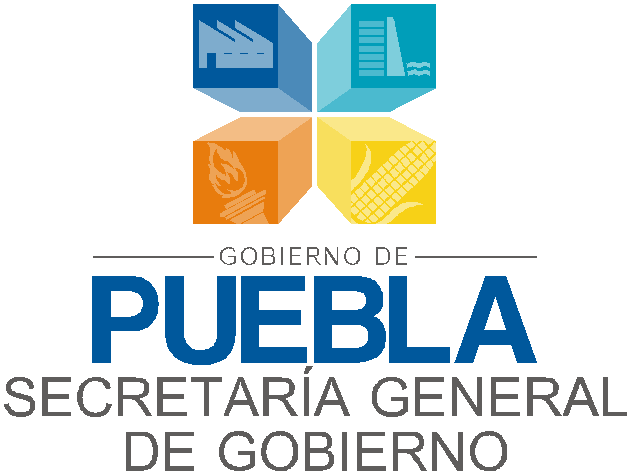 GOBIERNO DE
PUEBLA
SECRETARÍA GENERAL
DE GOBIERNO